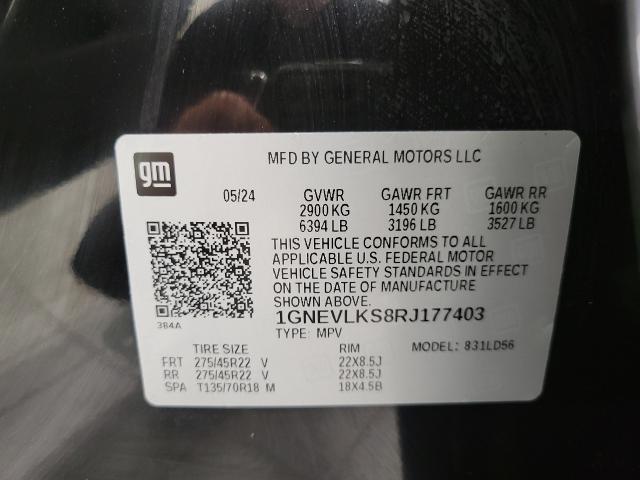 gm
MFD BY GENERAL MOTORS LLC
05/24 GVWR GAWR FRT GAWR RR
2900 KG 1450 KG 1600 KG
6394 LB 3196 LB 3527 LB
THIS VEHICLE CONFORMS TO ALL
APPLICABLE U.S. FEDERAL MOTOR
VEHICLE SAFETY STANDARDS IN EFFECT
ON THE DATE OF MANUFACTURE
SHOWN ABOVE.
384A
1GNEVLKS8RJ177403
TYPE: MPV
TIRE SIZE RIM MODEL: 831LD56
FRT 275/45R22 V 22X8.5J
RR 275/45R22 V 22X8.5J
SPA T135/70R18 M 18X4.5B